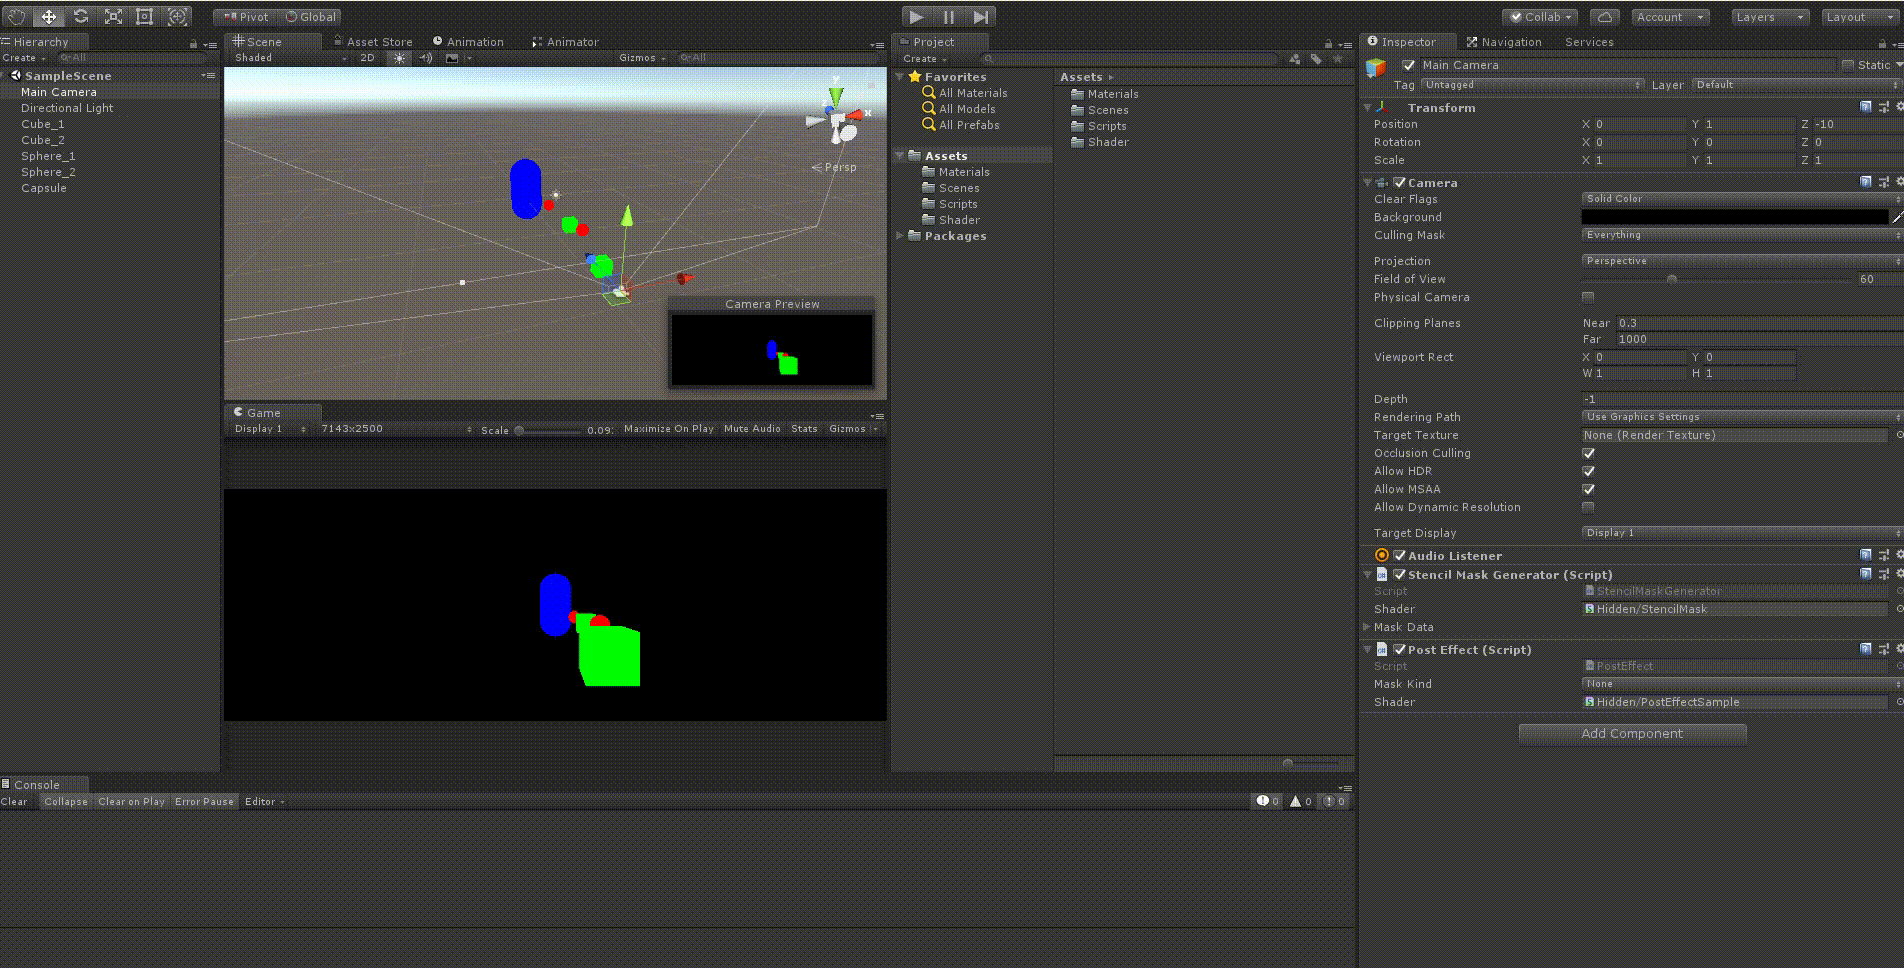 Pivot Global Collab Account Layers Layout
Hierarchy
Create All
SampleScene
Main Camera
Directional Light
Cube_1
Cube_2
Sphere_1
Sphere_2
Capsule
Scene Asset Store Animation Animator
Shaded 2D Gizmos All
y
x
Persp
Camera Preview
Game
Display 1 7143x2500 Scale 0.09 Maximize On Play Mute Audio Stats Gizmos
Project
Create
Favorites
All Materials
All Models
All Prefabs
Assets
Materials
Scenes
Scripts
Shader
Packages
Assets
Materials
Scenes
Scripts
Shader
Console
Clear Collapse Clear on Play Error Pause Editor 0 0 0
Inspector Navigation Services
Main Camera Static
Tag Untagged Layer Default
Transform
Position X 0 Y 1 Z -10
Rotation X 0 Y 0 Z 0
Scale X 1 Y 1 Z 1
Camera
Clear Flags Solid Color
Background
Culling Mask Everything
Projection Perspective
Field of View 60
Physical Camera
Clipping Planes Near 0.3
Far 1000
Viewport Rect X 0 Y 0
W 1 H 1
Depth -1
Rendering Path Use Graphics Settings
Target Texture None (Render Texture)
Occlusion Culling
Allow HDR
Allow MSAA
Allow Dynamic Resolution
Target Display Display 1
Audio Listener
Stencil Mask Generator (Script)
Script StencilMaskGenerator
Shader Hidden/StencilMask
Mask Data
Post Effect (Script)
Script PostEffect
Mask Kind None
Shader Hidden/PostEffectSample
Add Component